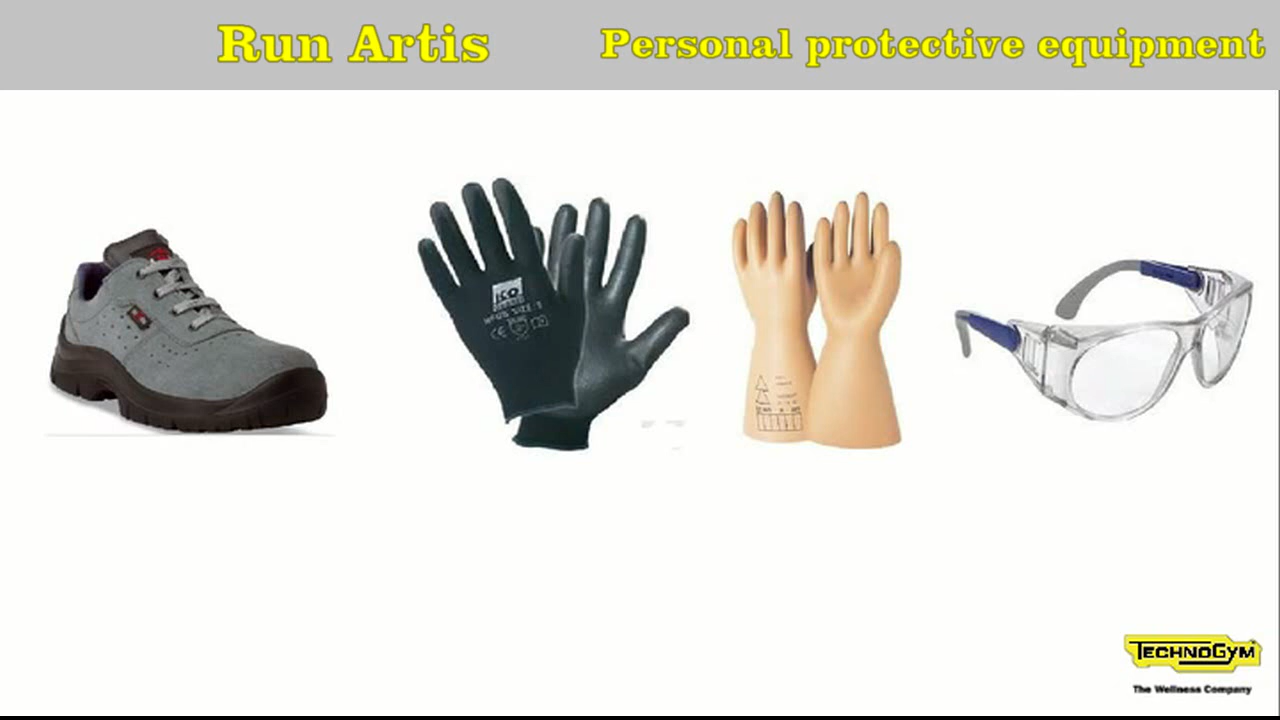 Run Artis
Personal protective equipment
TECHNOGYM
The Wellness Company